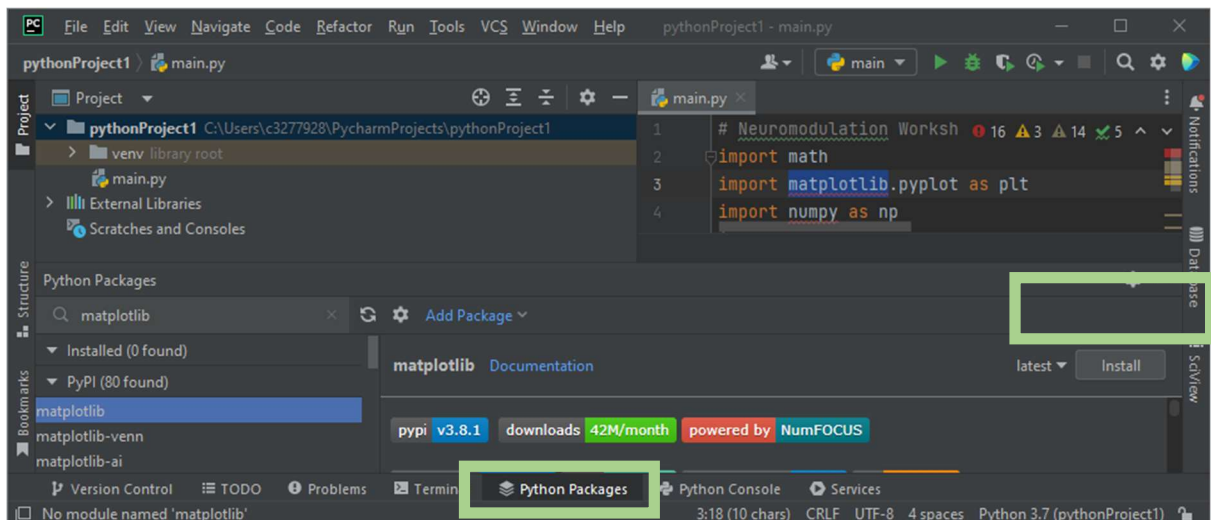 PC File Edit View Navigate Code Refactor Run Tools VCS Window Help pythonProject1 - main.py
pythonProject1 main.py main
Project
Project main.py
pythonProject1 C:\Users\c3277928\PycharmProjects\pythonProject1
venv library root
main.py
External Libraries
Scratches and Consoles
1 # Neuromodulation Worksh 16 3 14 5
2 import math
3 import matplotlib.pyplot as plt
4 import numpy as np
Notifications
Database
SciView
Structure
Bookmarks
Python Packages
matplotlib Add Package
Installed (0 found)
PyPI (80 found)
matplotlib
matplotlib-venn
matplotlib-ai
matplotlib Documentation latest Install
pypi v3.8.1 downloads 42M/month powered by NumFOCUS
Version Control TODO Problems Termin Python Packages Python Console Services
No module named 'matplotlib' 3:18 (10 chars) CRLF UTF-8 4 spaces Python 3.7 (pythonProject1)